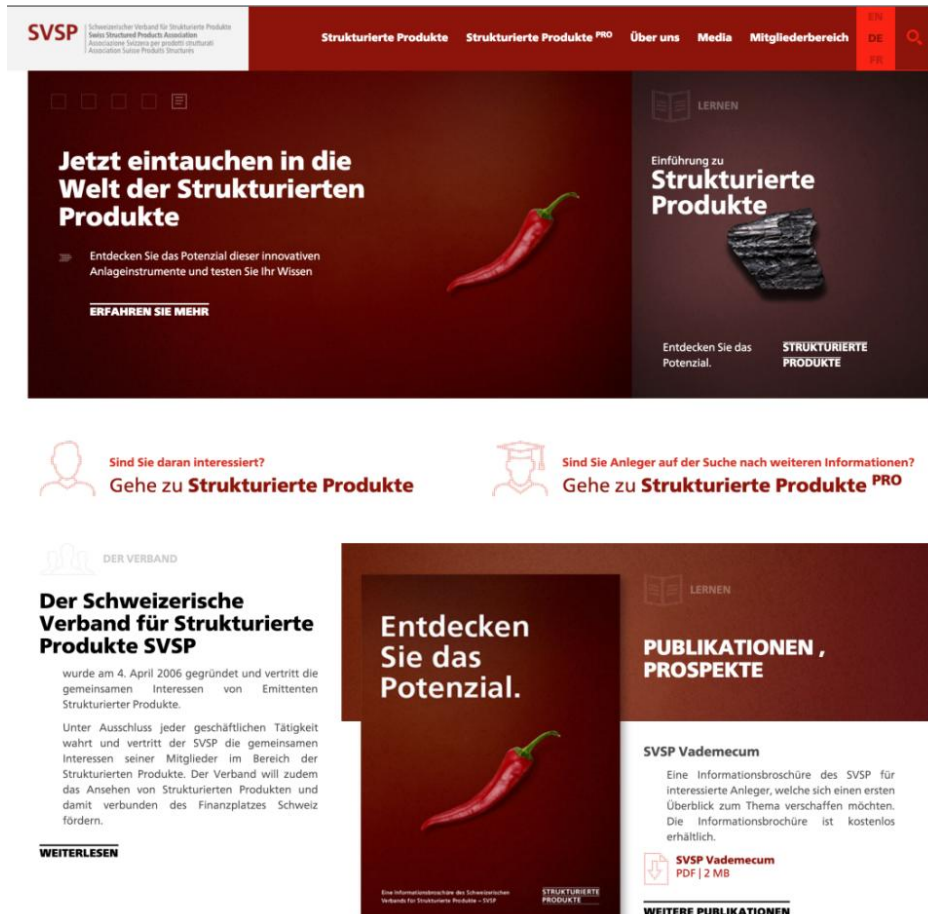 SVSP
Schweizerischer Verband für Strukturierte Produkte
Swiss Structured Products Association
Associazione Svizzera per prodotti strutturati
Association Suisse Produits Structurés
Strukturierte Produkte
Strukturierte Produkte PRO
Über uns
Media
Mitgliederbereich
EN
DE
FR
Jetzt eintauchen in die
Welt der Strukturierten
Produkte
Entdecken Sie das Potenzial dieser innovativen
Anlageinstrumente und testen Sie Ihr Wissen
ERFAHREN SIE MEHR
LERNEN
Einführung zu
Strukturierte
Produkte
Entdecken Sie das
Potenzial.
STRUKTURIERTE
PRODUKTE
Sind Sie daran interessiert?
Gehe zu Strukturierte Produkte
Sind Sie Anleger auf der Suche nach weiteren Informationen?
Gehe zu Strukturierte Produkte PRO
DER VERBAND
Der Schweizerische
Verband für Strukturierte
Produkte SVSP
wurde am 4. April 2006 gegründet und vertritt die
gemeinsamen Interessen von Emittenten
Strukturierter Produkte.
Unter Ausschluss jeder geschäftlichen Tätigkeit
wahrt und vertritt der SVSP die gemeinsamen
Interessen seiner Mitglieder im Bereich der
Strukturierten Produkte. Der Verband will zudem
das Ansehen von Strukturierten Produkten und
damit verbunden des Finanzplatzes Schweiz
fördern.
WEITERLESEN
Entdecken
Sie das
Potenzial.
Eine Informationsbroschüre des Schweizerischen
Verbands für Strukturierte Produkte – SVSP
STRUKTURIERTE
PRODUKTE
LERNEN
PUBLIKATIONEN ,
PROSPEKTE
SVSP Vademecum
Eine Informationsbroschüre des SVSP für
interessierte Anleger, welche sich einen ersten
Überblick zum Thema verschaffen möchten.
Die Informationbrochüre ist kostenlos
erhältlich.
SVSP Vademecum
PDF | 2 MB
WEITERE PUBLIKATIONEN